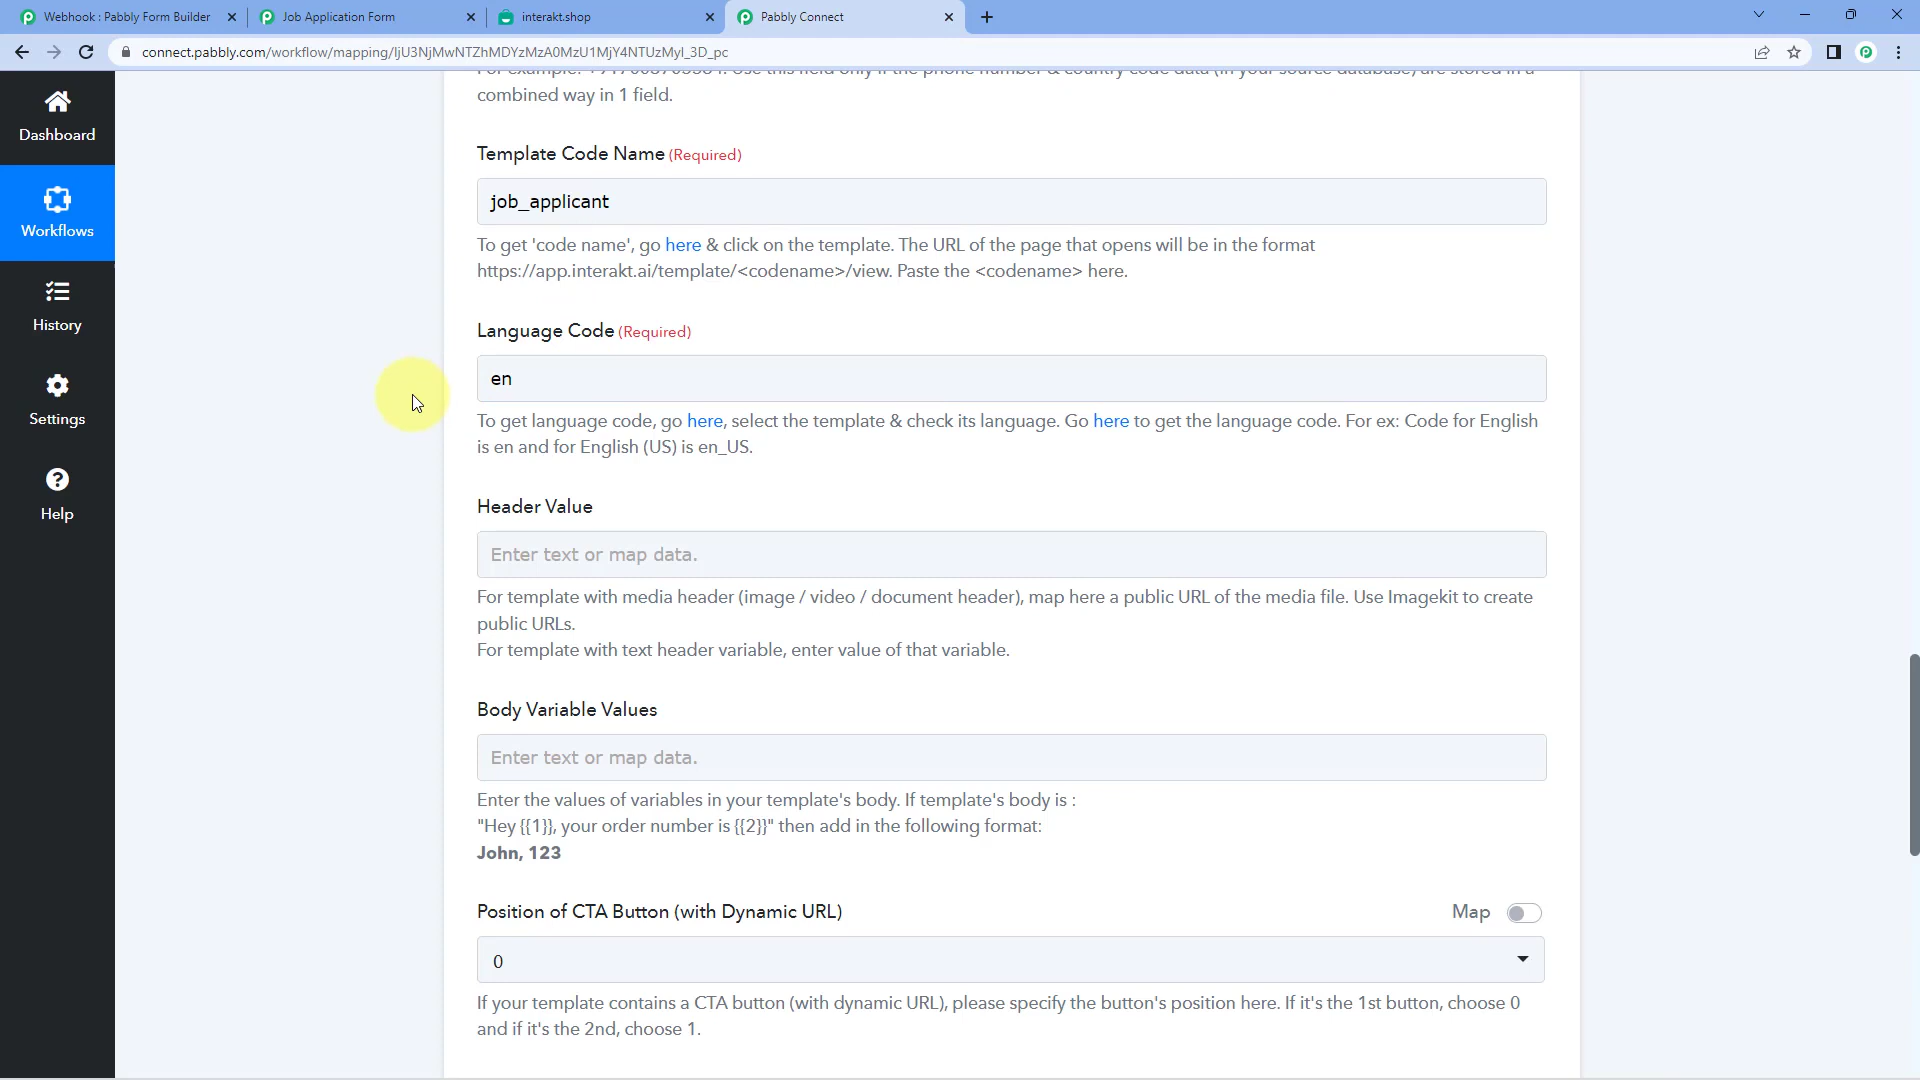 Webhook : Pabbly Form Builder
Job Application Form
interakt.shop
Pabbly Connect
connect.pabbly.com/workflow/mapping/IjU3NjMwNTZhMDYzMzA0MzU1MjY4NTUzMyI_3D_pc
Dashboard
Workflows
History
Settings
Help
combined way in 1 field.
Template Code Name (Required)
job_applicant
To get 'code name', go here & click on the template. The URL of the page that opens will be in the format
https://app.interakt.ai/template/<codename>/view. Paste the <codename> here.
Language Code (Required)
en
To get language code, go here, select the template & check its language. Go here to get the language code. For ex: Code for English
is en and for English (US) is en_US.
Header Value
Enter text or map data.
For template with media header (image / video / document header), map here a public URL of the media file. Use Imagekit to create
public URLs.
For template with text header variable, enter value of that variable.
Body Variable Values
Enter text or map data.
Enter the values of variables in your template's body. If template's body is :
"Hey {{1}}, your order number is {{2}}" then add in the following format:
John, 123
Position of CTA Button (with Dynamic URL)
Map
0
If your template contains a CTA button (with dynamic URL), please specify the button's position here. If it's the 1st button, choose 0
and if it's the 2nd, choose 1.